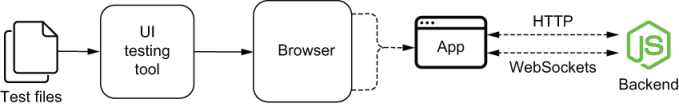 Test files
UI
testing
tool
Browser
App
HTTP
WebSockets
JS
Backend